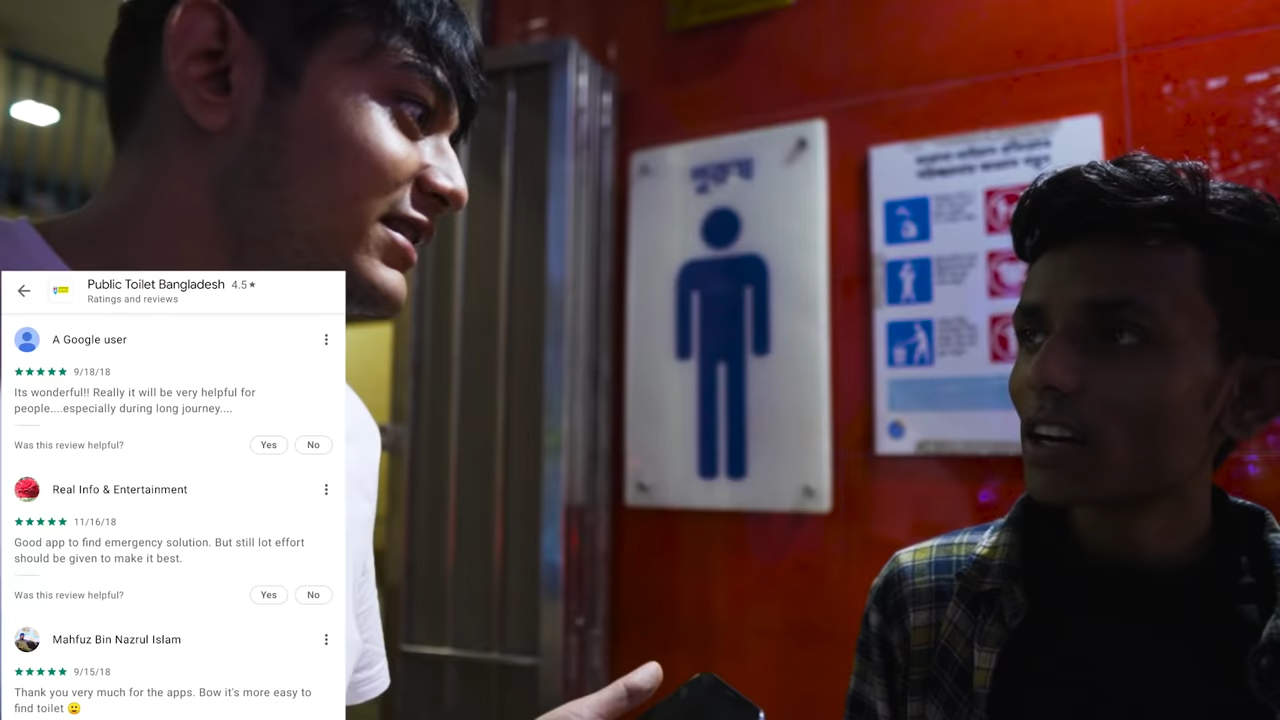 Public Toilet Bangladesh 4.5★
Ratings and reviews
A Google user
★★★★★ 9/18/18
Its wonderful!! Really it will be very helpful for
people....especially during long journey....
Was this review helpful? Yes No
Real Info & Entertainment
★★★★★ 11/16/18
Good app to find emergency solution. But still lot effort
should be given to make it best.
Was this review helpful? Yes No
Mahfuz Bin Nazrul Islam
★★★★★ 9/15/18
Thank you very much for the apps. Bow it's more easy to
find toilet 🙂
পুরুষ